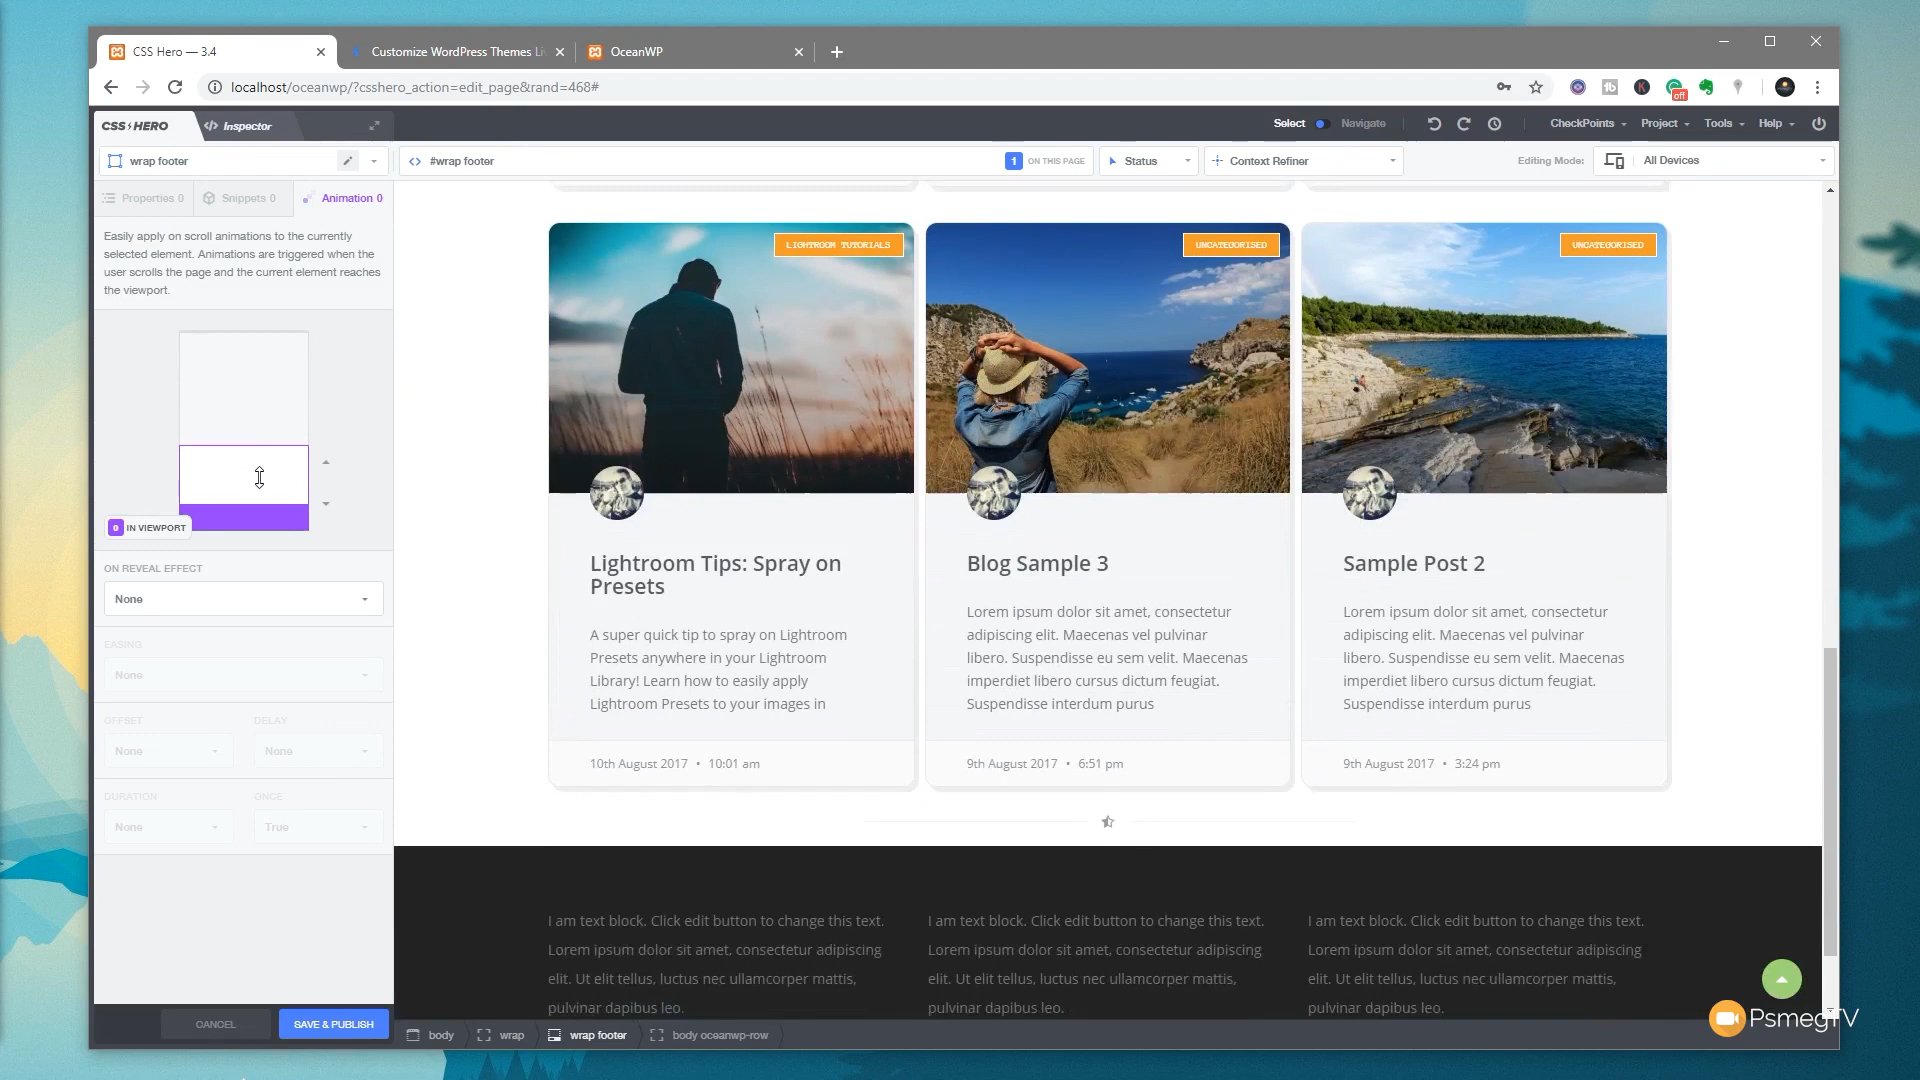 CSS Hero — 3.4
Customize WordPress Themes Li
OceanWP
localhost/oceanwp/?csshero_action=edit_page&rand=468#
off
CSS HERO
Inspector
Select
Navigate
CheckPoints
Project
Tools
Help
wrap footer
#wrap footer
1 ON THIS PAGE
Status
Context Refiner
Editing Mode:
All Devices
Properties 0
Snippets 0
Animation 0
Easily apply on scroll animations to the currently
selected element. Animations are triggered when the
user scrolls the page and the current element reaches
the viewport.
0 IN VIEWPORT
ON REVEAL EFFECT
None
EASING
None
OFFSET
DELAY
None
None
DURATION
ONCE
None
True
CANCEL
SAVE & PUBLISH
LIGHTROOM TUTORIALS
Lightroom Tips: Spray on
Presets
A super quick tip to spray on Lightroom
Presets anywhere in your Lightroom
Library! Learn how to easily apply
Lightroom Presets to your images in
10th August 2017 • 10:01 am
UNCATEGORISED
Blog Sample 3
Lorem ipsum dolor sit amet, consectetur
adipiscing elit. Maecenas vel pulvinar
libero. Suspendisse eu sem velit. Maecenas
imperdiet libero cursus dictum feugiat.
Suspendisse interdum purus
9th August 2017 • 6:51 pm
UNCATEGORISED
Sample Post 2
Lorem ipsum dolor sit amet, consectetur
adipiscing elit. Maecenas vel pulvinar
libero. Suspendisse eu sem velit. Maecenas
imperdiet libero cursus dictum feugiat.
Suspendisse interdum purus
9th August 2017 • 3:24 pm
I am text block. Click edit button to change this text.
Lorem ipsum dolor sit amet, consectetur adipiscing
elit. Ut elit tellus, luctus nec ullamcorper mattis,
pulvinar dapibus leo.
I am text block. Click edit button to change this text.
Lorem ipsum dolor sit amet, consectetur adipiscing
elit. Ut elit tellus, luctus nec ullamcorper mattis,
pulvinar dapibus leo.
I am text block. Click edit button to change this text.
Lorem ipsum dolor sit amet, consectetur adipiscing
elit. Ut elit tellus, luctus nec ullamcorper mattis,
pulvinar dapibus leo.
body
wrap
wrap footer
body oceanwp-row
PsmegTV